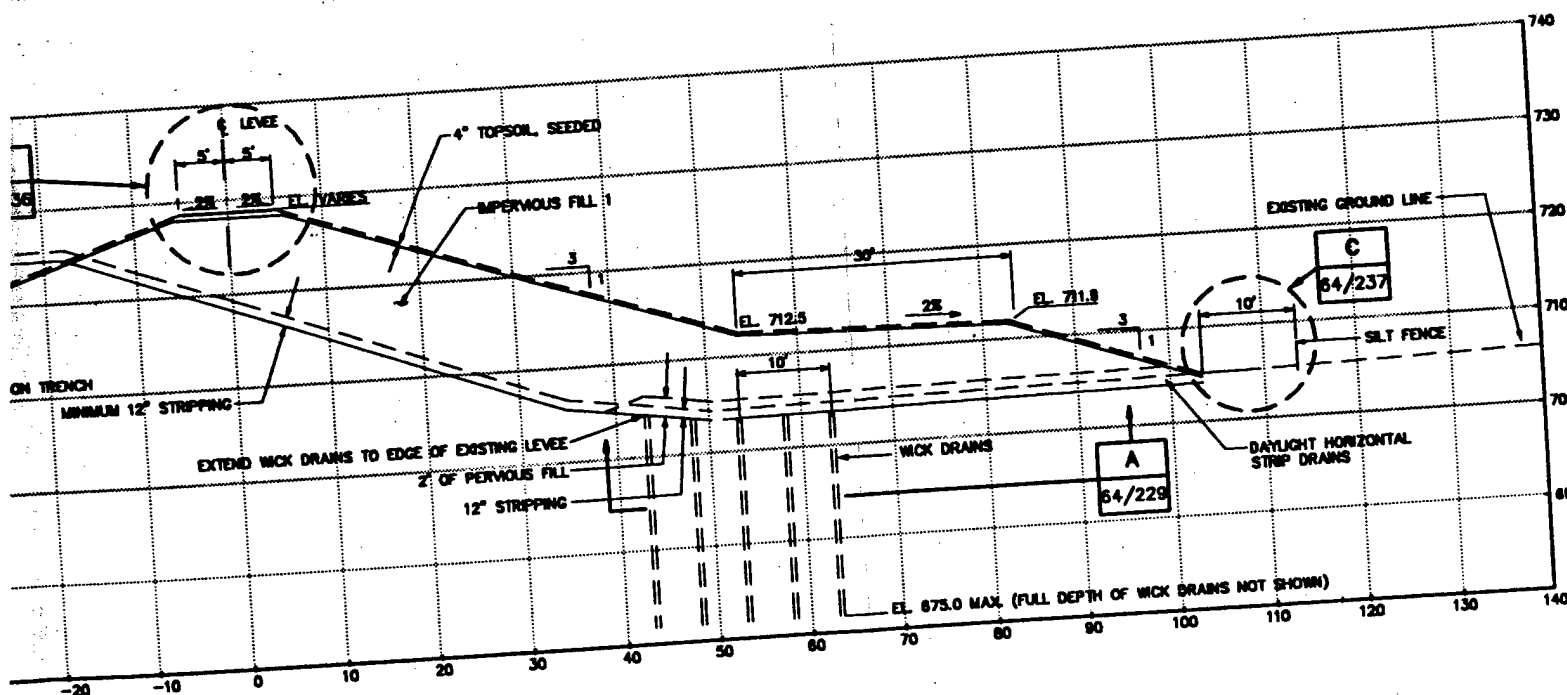 740
730
720
710
℄ LEVEE
5' 5'
2% 2%
EL. VARIES
36
4" TOPSOIL, SEEDED
IMPERVIOUS FILL 1
3
1
30'
EL. 712.5
2%
EL. 711.9
3
1
EXISTING GROUND LINE
C
64/237
10'
SILT FENCE
ON TRENCH
MINIMUM 12" STRIPPING
10'
EXTEND WICK DRAINS TO EDGE OF EXISTING LEVEE
2' OF PERVIOUS FILL
12" STRIPPING
WICK DRAINS
A
64/229
DAYLIGHT HORIZONTAL
STRIP DRAINS
EL. 675.0 MAX. (FULL DEPTH OF WICK DRAINS NOT SHOWN)
-20 -10 0 10 20 30 40 50 60 70 80 90 100 110 120 130 140